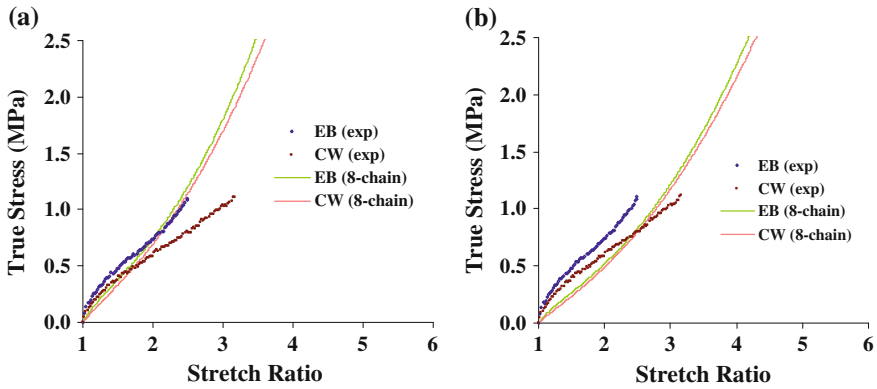 (a)
True Stress (MPa)
2.5
2.0
1.5
1.0
0.5
0.0
1 2 3 4 5 6
Stretch Ratio
EB (exp)
CW (exp)
EB (8-chain)
CW (8-chain)
(b)
True Stress (MPa)
2.5
2.0
1.5
1.0
0.5
0.0
1 2 3 4 5 6
Stretch Ratio
EB (exp)
CW (exp)
EB (8-chain)
CW (8-chain)